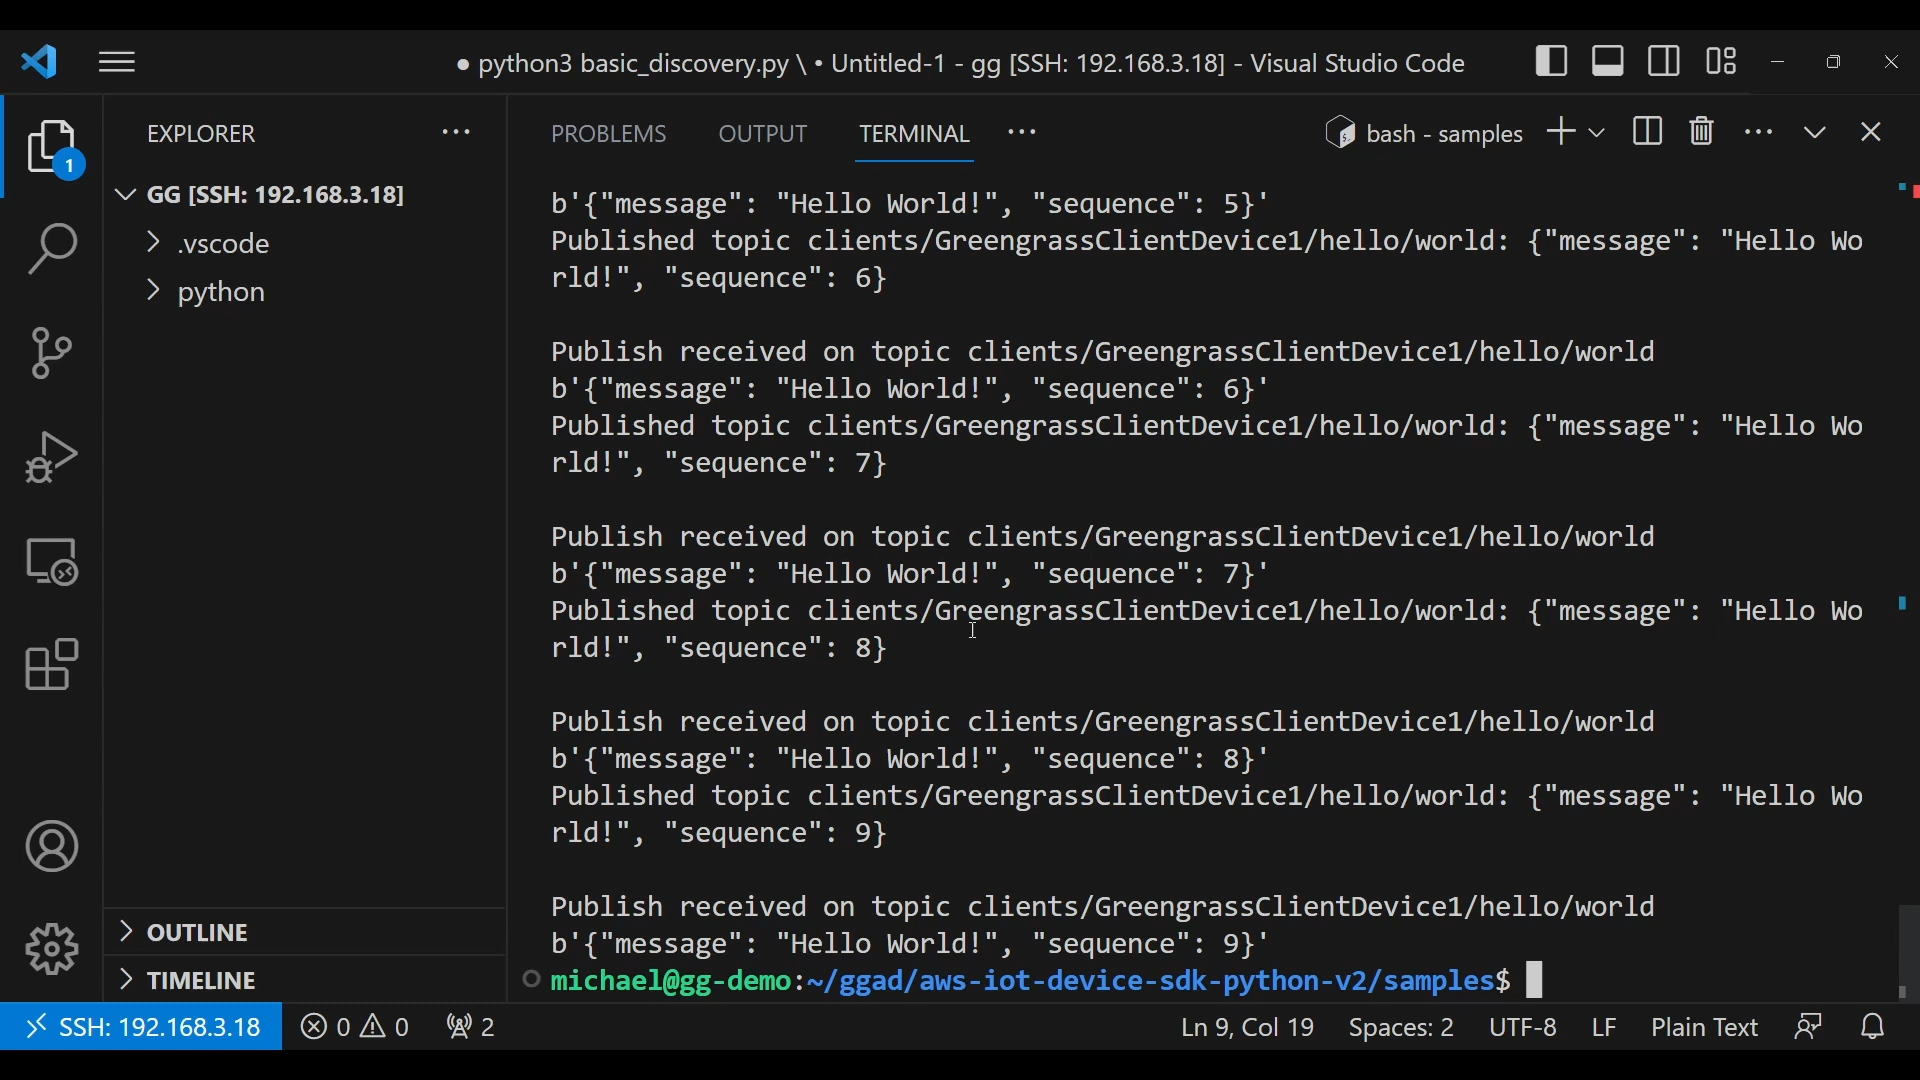 ● python3 basic_discovery.py \ • Untitled-1 - gg [SSH: 192.168.3.18] - Visual Studio Code
1
EXPLORER ···
GG [SSH: 192.168.3.18]
.vscode
python
OUTLINE
TIMELINE
PROBLEMS OUTPUT TERMINAL ··· bash - samples
b'{"message": "Hello World!", "sequence": 5}'
Published topic clients/GreengrassClientDevice1/hello/world: {"message": "Hello Wo
rld!", "sequence": 6}
Publish received on topic clients/GreengrassClientDevice1/hello/world
b'{"message": "Hello World!", "sequence": 6}'
Published topic clients/GreengrassClientDevice1/hello/world: {"message": "Hello Wo
rld!", "sequence": 7}
Publish received on topic clients/GreengrassClientDevice1/hello/world
b'{"message": "Hello World!", "sequence": 7}'
Published topic clients/GreengrassClientDevice1/hello/world: {"message": "Hello Wo
rld!", "sequence": 8}
Publish received on topic clients/GreengrassClientDevice1/hello/world
b'{"message": "Hello World!", "sequence": 8}'
Published topic clients/GreengrassClientDevice1/hello/world: {"message": "Hello Wo
rld!", "sequence": 9}
Publish received on topic clients/GreengrassClientDevice1/hello/world
b'{"message": "Hello World!", "sequence": 9}'
michael@gg-demo:~/ggad/aws-iot-device-sdk-python-v2/samples$
SSH: 192.168.3.18 0 0 2 Ln 9, Col 19 Spaces: 2 UTF-8 LF Plain Text